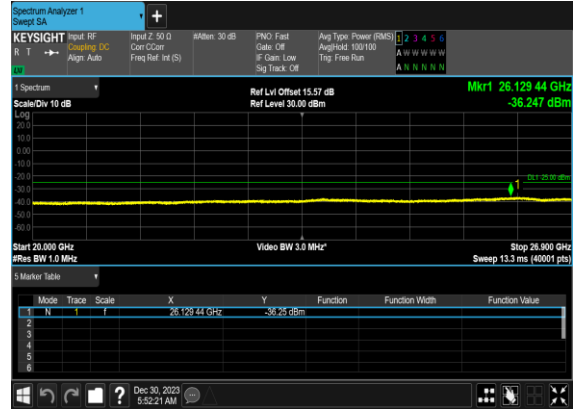 Spectrum Analyzer 1
Swept SA
+
KEYSIGHT Input: RF Input Z: 50 Ω #Atten: 30 dB PNO: Fast Avg Type: Power (RMS) 1 2 3 4 5 6
R T Coupling: DC Corr CCorr Gate: Off Avg|Hold: 100/100 A W W W W W
Align: Auto Freq Ref: Int (S) IF Gain: Low Trig: Free Run
LM Sig Track: Off A N N N N N
1 Spectrum Ref Lvl Offset 15.57 dB Mkr1 26.129 44 GHz
Scale/Div 10 dB Ref Level 30.00 dBm -36.247 dBm
Log
20.0
10.0
0.00
-10.0
-20.0 DL1 -25.00 dBm
-30.0 1
-40.0
-50.0
-60.0
Start 20.000 GHz Video BW 3.0 MHz* Stop 26.900 GHz
#Res BW 1.0 MHz Sweep 13.3 ms (40001 pts)
5 Marker Table
Mode Trace Scale X Y Function Function Width Function Value
1 N 1 f 26.129 44 GHz -36.25 dBm
2
3
4
5
6
? Dec 30, 2023
5:52:21 AM